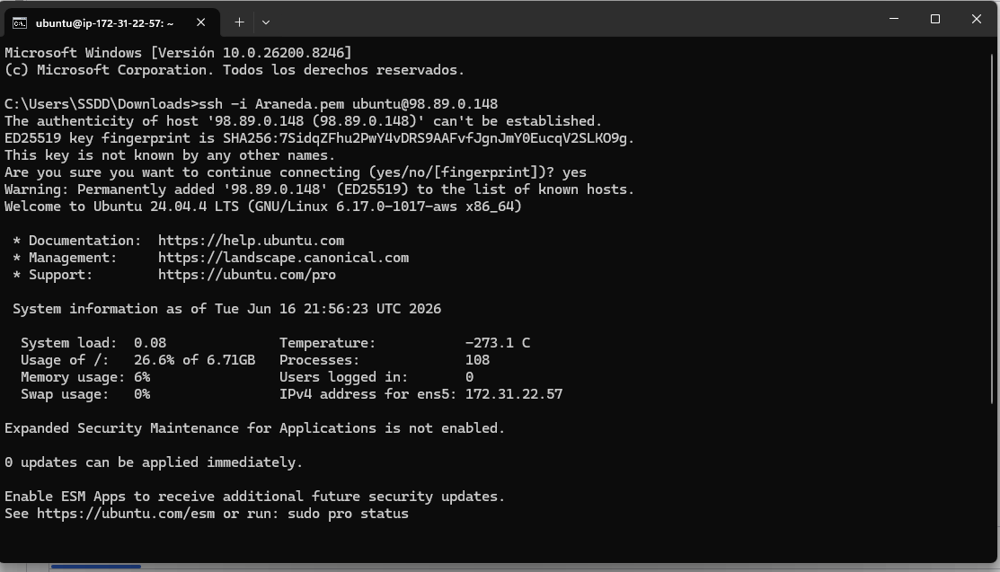 ubuntu@ip-172-31-22-57: ~
Microsoft Windows [Versión 10.0.26200.8246]
(c) Microsoft Corporation. Todos los derechos reservados.
C:\Users\SSDD\Downloads>ssh -i Araneda.pem ubuntu@98.89.0.148
The authenticity of host '98.89.0.148 (98.89.0.148)' can't be established.
ED25519 key fingerprint is SHA256:7SidqZFhu2PwY4vDRS9AAFvfJgnJmY0EucqV2SLKO9g.
This key is not known by any other names.
Are you sure you want to continue connecting (yes/no/[fingerprint])? yes
Warning: Permanently added '98.89.0.148' (ED25519) to the list of known hosts.
Welcome to Ubuntu 24.04.4 LTS (GNU/Linux 6.17.0-1017-aws x86_64)
* Documentation:  https://help.ubuntu.com
* Management:     https://landscape.canonical.com
* Support:        https://ubuntu.com/pro
System information as of Tue Jun 16 21:56:23 UTC 2026
System load:  0.08              Temperature:           -273.1 C
Usage of /:   26.6% of 6.71GB   Processes:             108
Memory usage: 6%                Users logged in:       0
Swap usage:   0%                IPv4 address for ens5: 172.31.22.57
Expanded Security Maintenance for Applications is not enabled.
0 updates can be applied immediately.
Enable ESM Apps to receive additional future security updates.
See https://ubuntu.com/esm or run: sudo pro status